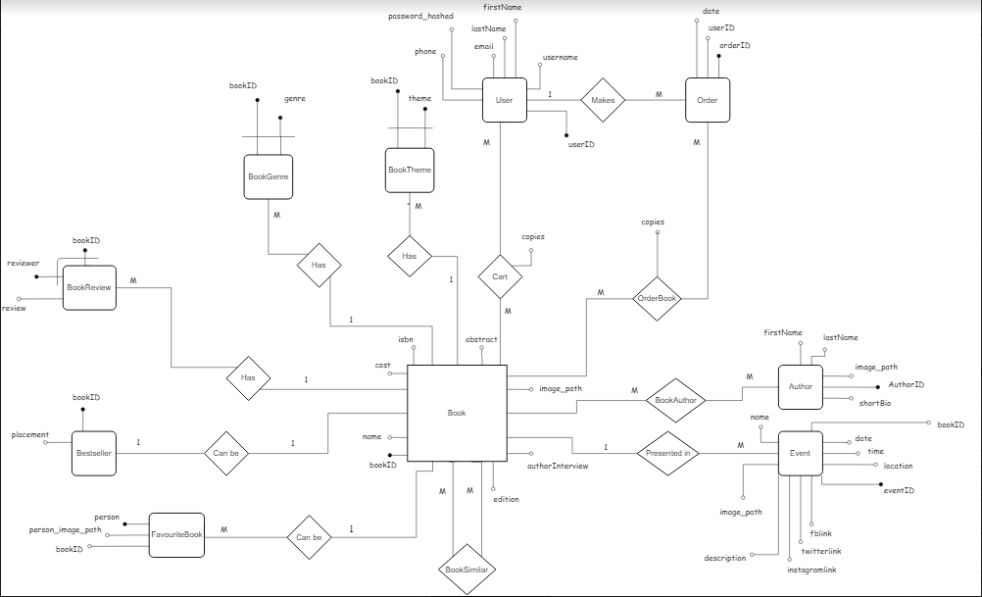 firstName
password_hashed
lastName
email
phone
username
User
userID
1
Makes
M
date
userID
orderID
Order
M
M
bookID
genre
BookGenre
M
Has
1
bookID
theme
BookTheme
M
Has
1
copies
Cart
M
copies
OrderBook
M
bookID
reviewer
BookReview
review
M
Has
1
isbn
abstract
cost
image_path
Book
name
bookID
authorInterview
edition
M
BookAuthor
M
firstName
lastName
image_path
Author
AuthorID
shortBio
bookID
placement
Bestseller
1
Can be
1
1
Presented in
M
name
bookID
date
time
Event
location
eventID
image_path
fblink
twitterlink
description
instagramlink
person
person_image_path
FavouriteBook
bookID
M
Can be
1
M
M
BookSimilar